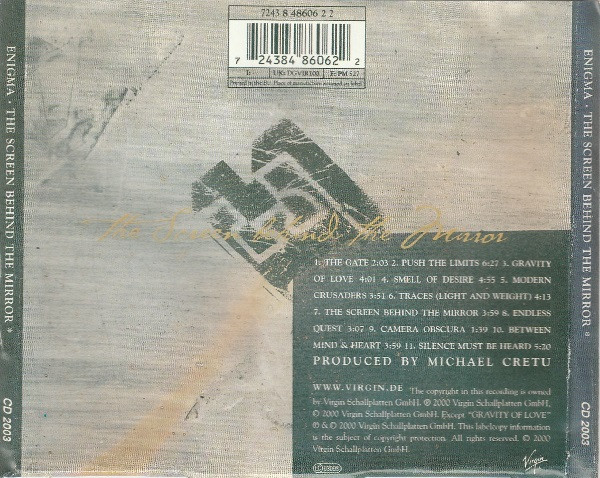 7243 8 48606 2 2
7 24384 86062 2
UK: DGVIR100 F: PM 527
ENIGMA • THE SCREEN BEHIND THE MIRROR
CD 2003
the Screen behind the Mirror
1. THE GATE 2:03 2. PUSH THE LIMITS 6:27 3. GRAVITY
OF LOVE 4:01 4. SMELL OF DESIRE 4:55 5. MODERN
CRUSADERS 3:51 6. TRACES (LIGHT AND WEIGHT) 4:13
7. THE SCREEN BEHIND THE MIRROR 3:59 8. ENDLESS
QUEST 3:07 9. CAMERA OBSCURA 1:39 10. BETWEEN
MIND & HEART 3:59 11. SILENCE MUST BE HEARD 5:20
PRODUCED BY MICHAEL CRETU
WWW.VIRGIN.DE The copyright in this recording is owned
by Virgin Schallplatten GmbH. ℗ 2000 Virgin Schallplatten GmbH,
© 2000 Virgin Schallplatten GmbH. Except "GRAVITY OF LOVE"
℗ & © 2000 Virgin Schallplatten GmbH. This labelcopy information
is the subject of copyright protection. All rights reserved. © 2000
Virgin Schallplatten GmbH.
Virgin
ENIGMA • THE SCREEN BEHIND THE MIRROR
CD 2003